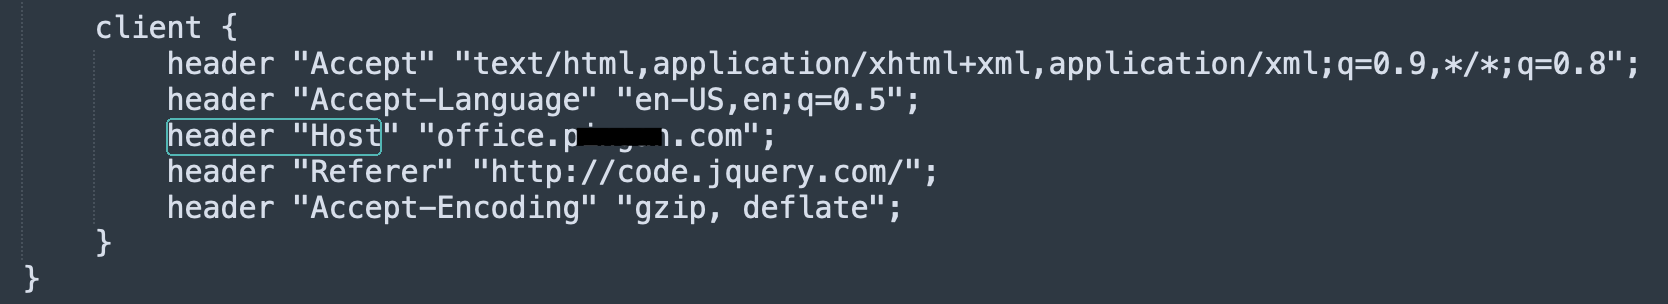 client {
header "Accept" "text/html,application/xhtml+xml,application/xml;q=0.9,*/*;q=0.8";
header "Accept-Language" "en-US,en;q=0.5";
header "Host" "office.p n.com";
header "Referer" "http://code.jquery.com/";
header "Accept-Encoding" "gzip, deflate";
}
}